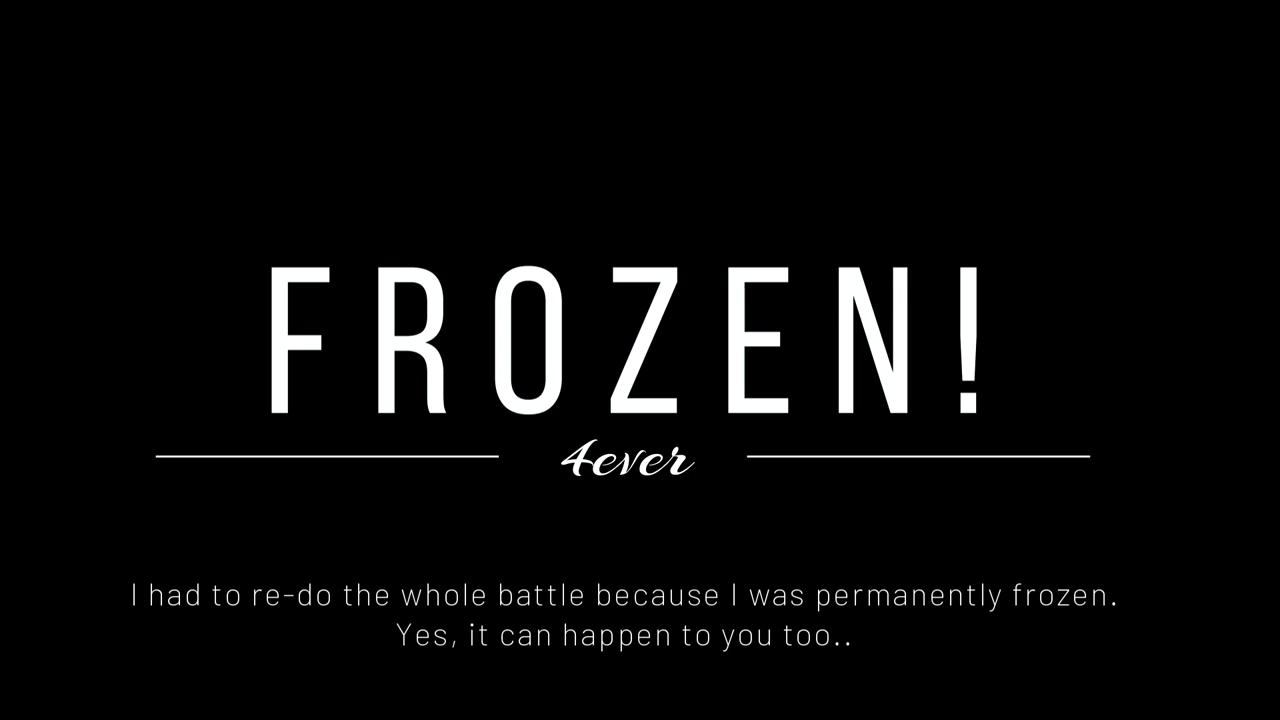 FROZEN!
4ever
I had to re-do the whole battle because I was permanently frozen.
Yes, it can happen to you too..